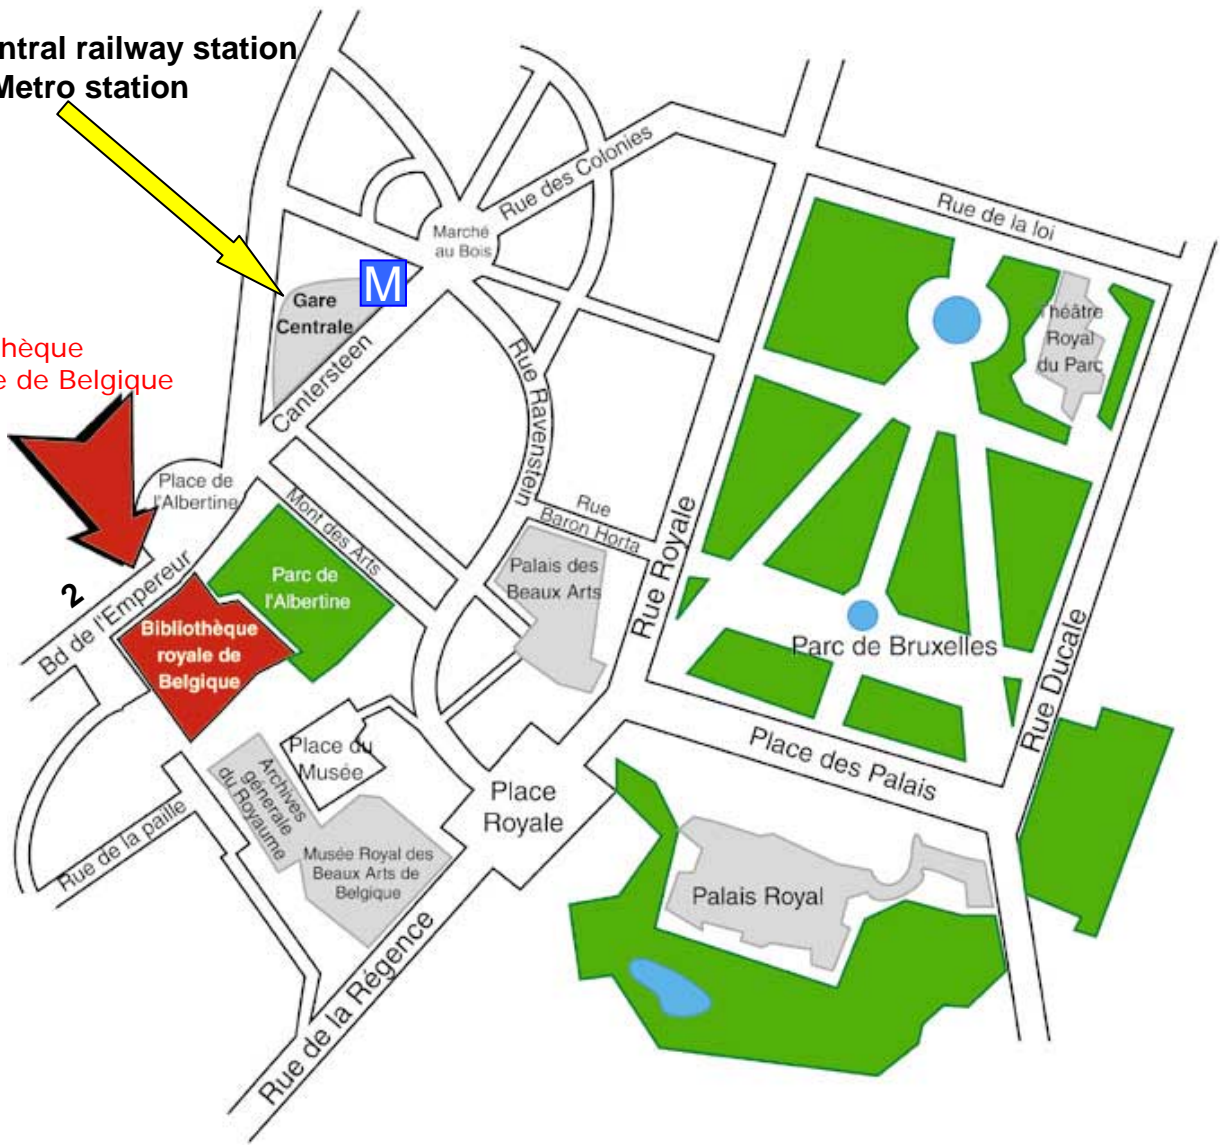 ntral railway station
Metro station
hèque
e de Belgique
Marché
au Bois
Rue des Colonies
Rue de la loi
Gare
Centrale
M
Cantersteen
Rue Ravenstein
Théâtre
Royal
du Parc
Place de
l'Albertine
Mont des Arts
Rue
Baron Horta
Rue Royale
Palais des
Beaux Arts
Parc de
l'Albertine
2
Bd de l'Empereur
Bibliothèque
royale de
Belgique
Parc de Bruxelles
Rue Ducale
Place du
Musée
Place des Palais
Archives
générale
du Royaume
Place
Royale
Rue de la paille
Musée Royal des
Beaux Arts de
Belgique
Palais Royal
Rue de la Régence